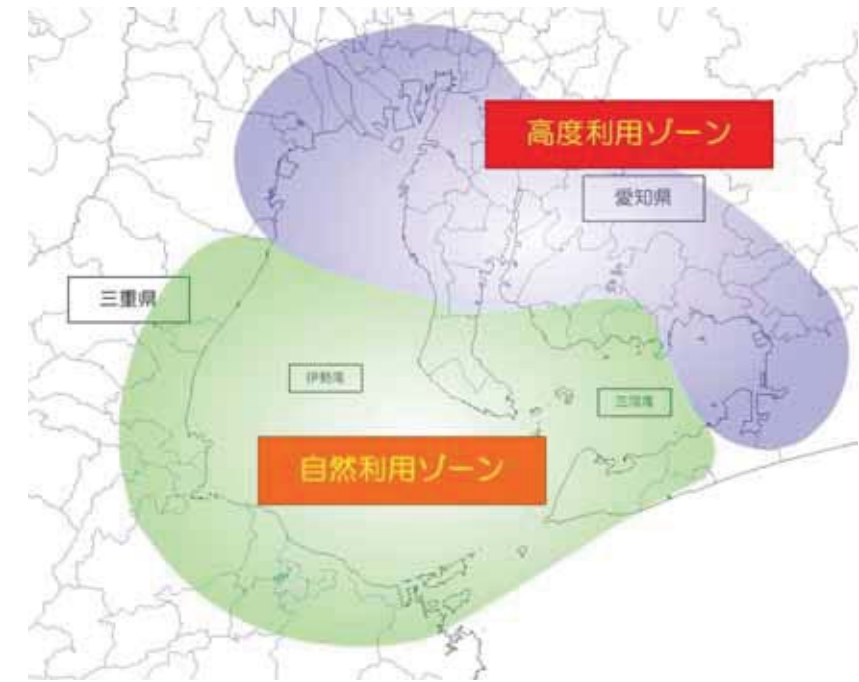 高度利用ゾーン
愛知県
三重県
伊勢湾
三河湾
自然利用ゾーン